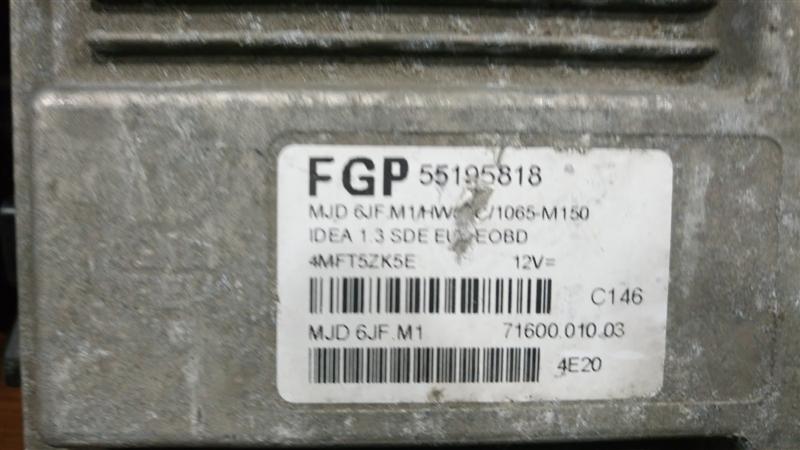 FGP 55195818
MJD 6JF.M1/HW C/1065-M150
IDEA 1.3 SDE EOBD
4MFT5ZK5E 12V=
C146
MJD 6JF.M1 71600.010.03
4E20